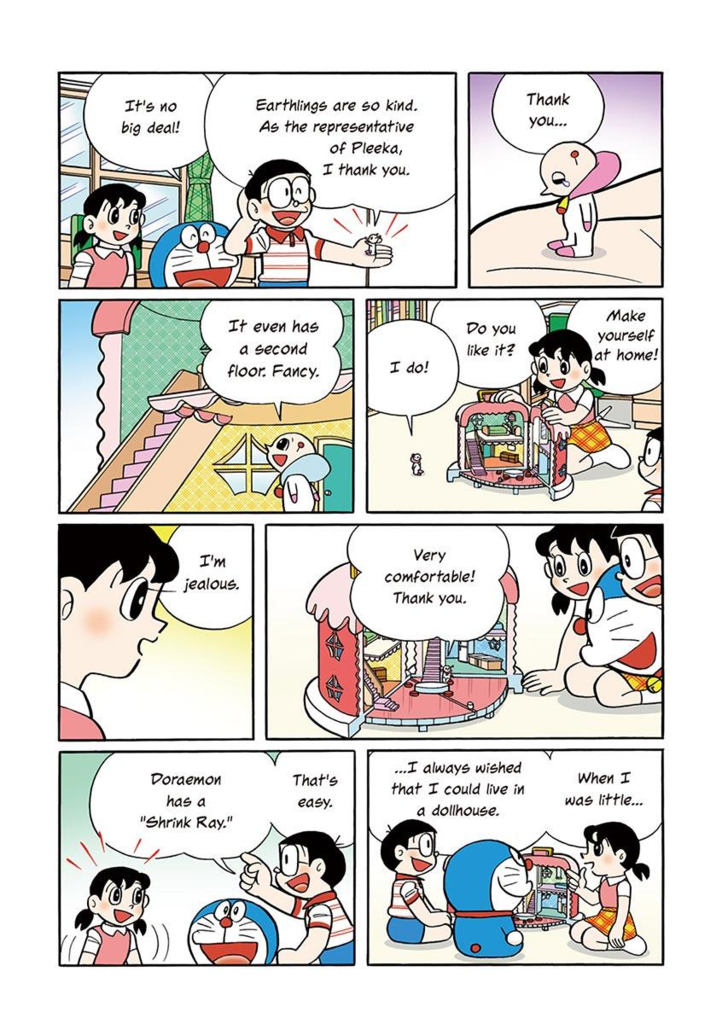 Thank
you...
Earthlings are so kind.
As the representative
of Pleeka,
I thank you.
It's no
big deal!
Make
yourself
at home!
Do you
like it?
I do!
It even has
a second
floor. Fancy.
Very
comfortable!
Thank you.
I'm
jealous.
When I
was little...
...I always wished
that I could live in
a dollhouse.
That's
easy.
Doraemon
has a
"Shrink Ray."